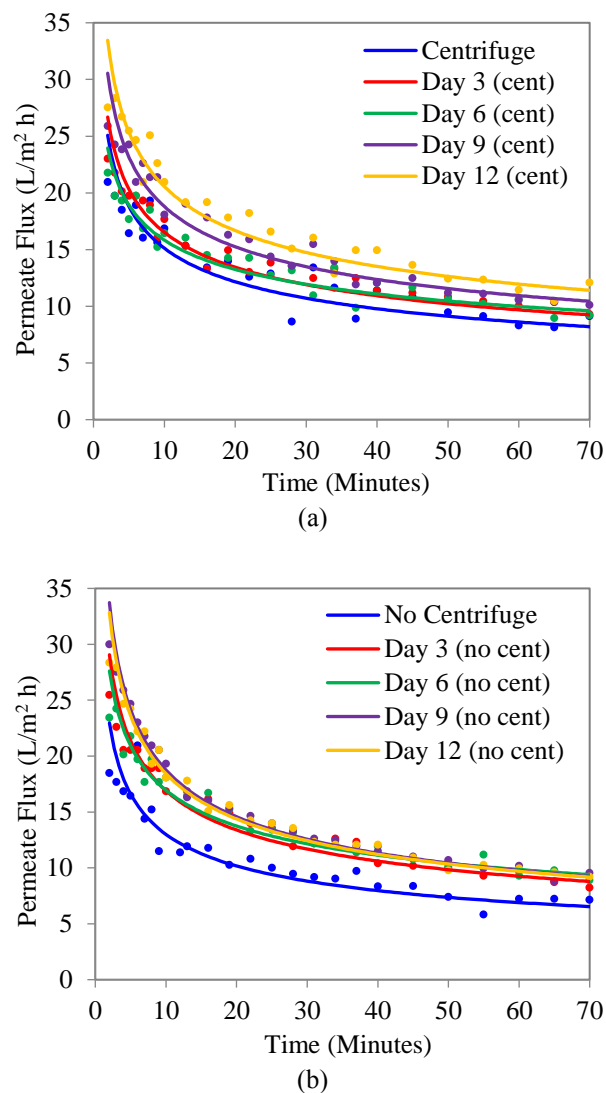 35
30
25
20
15
10
5
0
Permeate Flux (L/m² h)
Centrifuge
Day 3 (cent)
Day 6 (cent)
Day 9 (cent)
Day 12 (cent)
0 10 20 30 40 50 60 70
Time (Minutes)
(a)
35
30
25
20
15
10
5
0
Permeate Flux (L/m² h)
No Centrifuge
Day 3 (no cent)
Day 6 (no cent)
Day 9 (no cent)
Day 12 (no cent)
0 10 20 30 40 50 60 70
Time (Minutes)
(b)